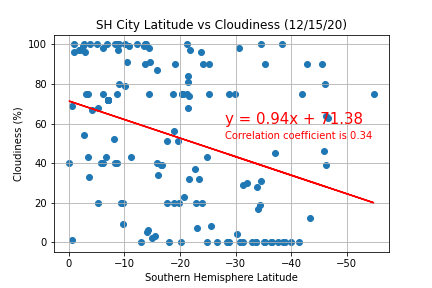 SH City Latitude vs Cloudiness (12/15/20)
Cloudiness (%)
100
80
60
40
20
0
y = 0.94x + 71.38
Correlation coefficient is 0.34
0 −10 −20 −30 −40 −50
Southern Hemisphere Latitude